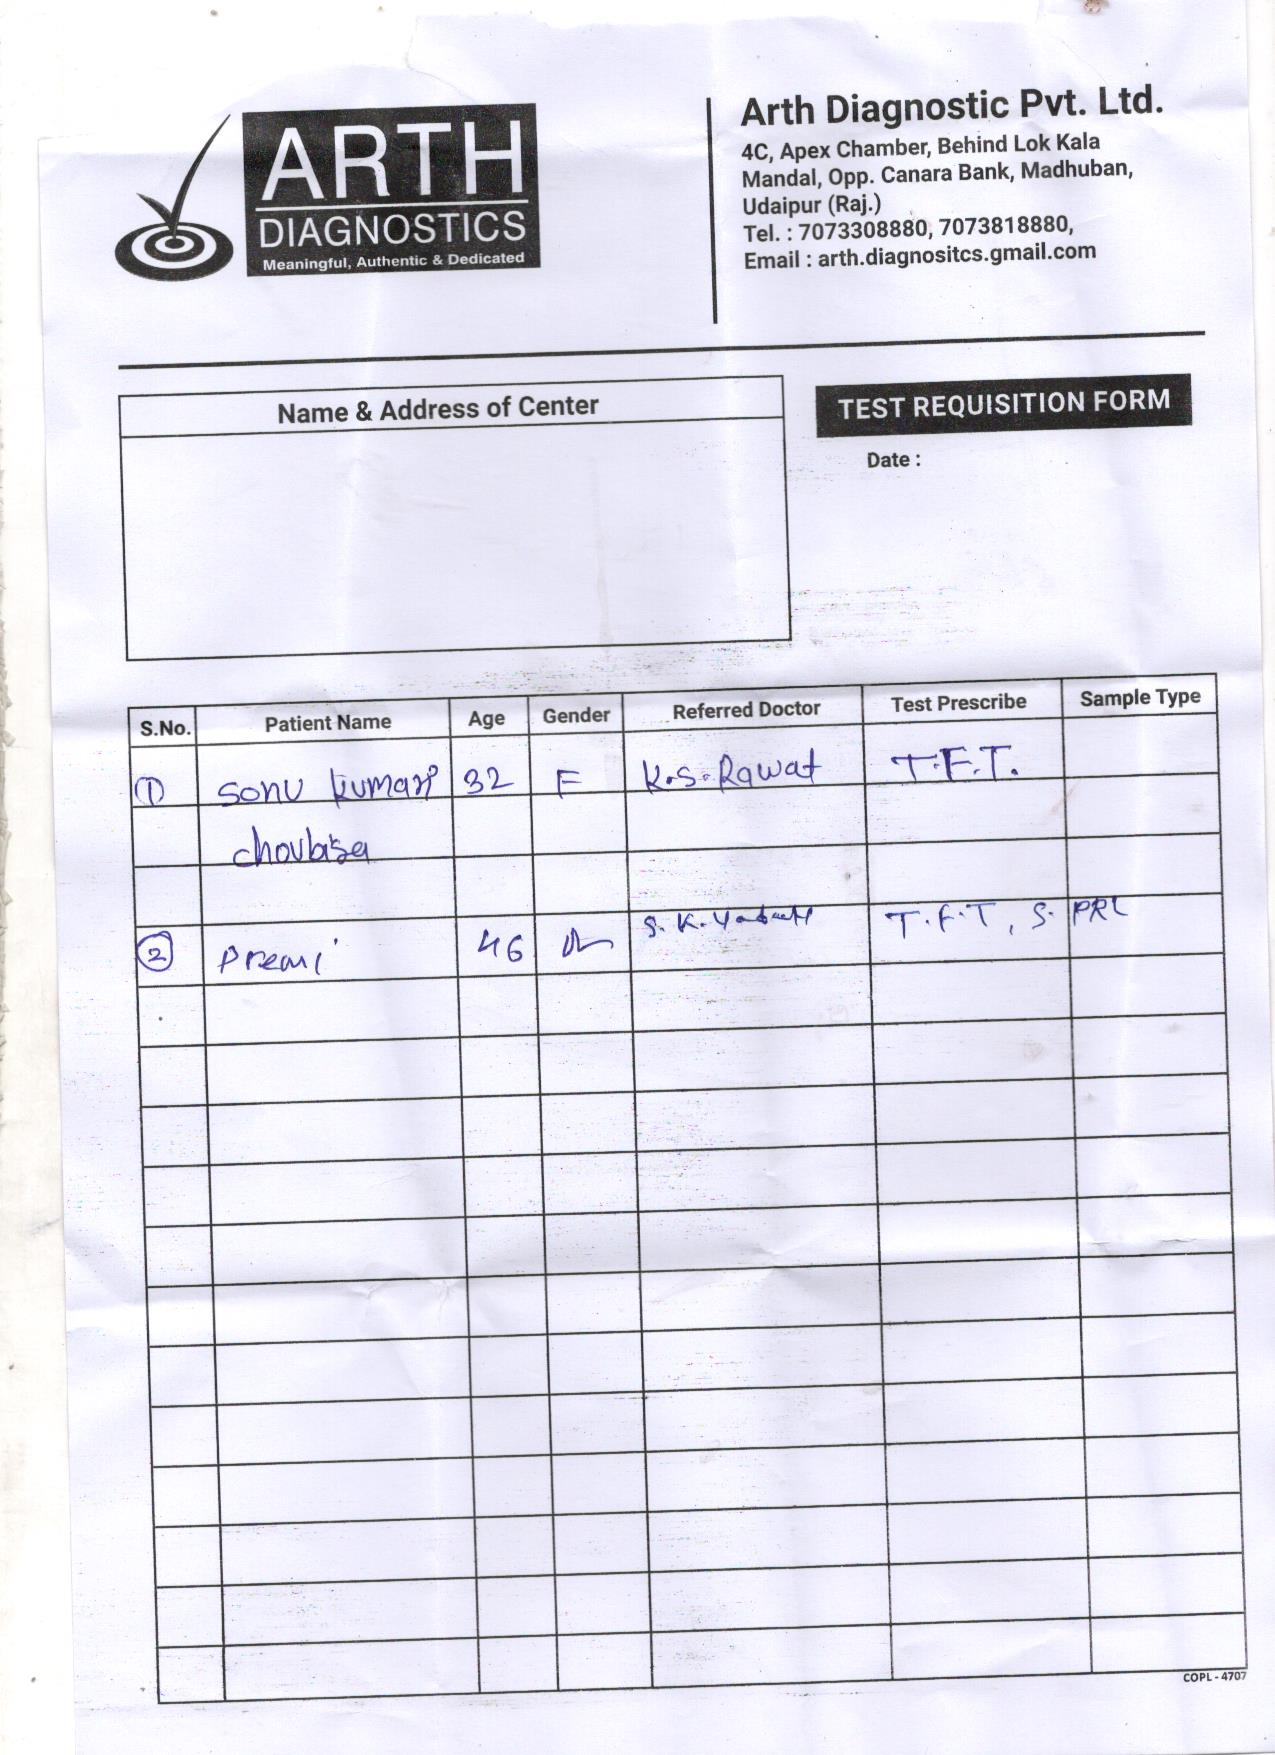 ARTH
DIAGNOSTICS
Meaningful, Authentic & Dedicated
Arth Diagnostic Pvt. Ltd.
4C, Apex Chamber, Behind Lok Kala
Mandal, Opp. Canara Bank, Madhuban,
Udaipur (Raj.)
Tel. : 7073308880, 7073818880,
Email : arth.diagnositcs.gmail.com
Name & Address of Center
TEST REQUISITION FORM
Date :
S.No. Patient Name Age Gender Referred Doctor Test Prescribe Sample Type
1 Sonu kumari 32 F K.S. Rawat T.F.T.
choubisa
2 Premi 46 S. K. T.F.T, S. PRL
COPL - 4707